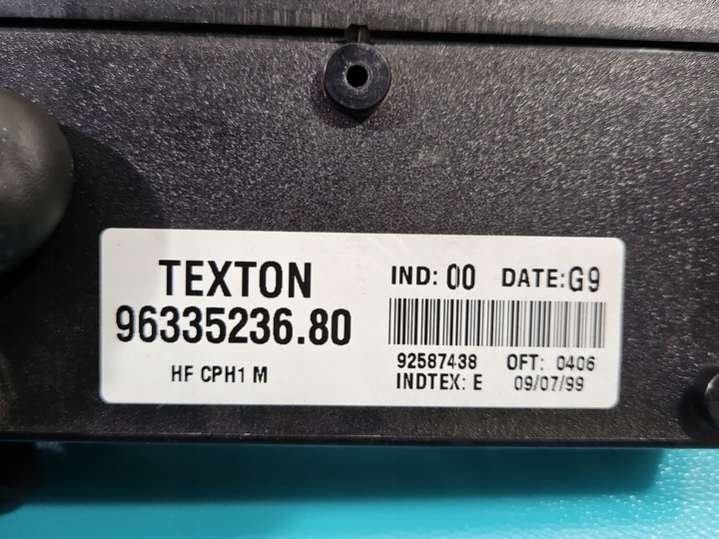 TEXTON
96335236.80
HF CPH1 M
IND: 00 DATE: G9
92587438 OFT: 0406
INDTEX: E 09/07/99